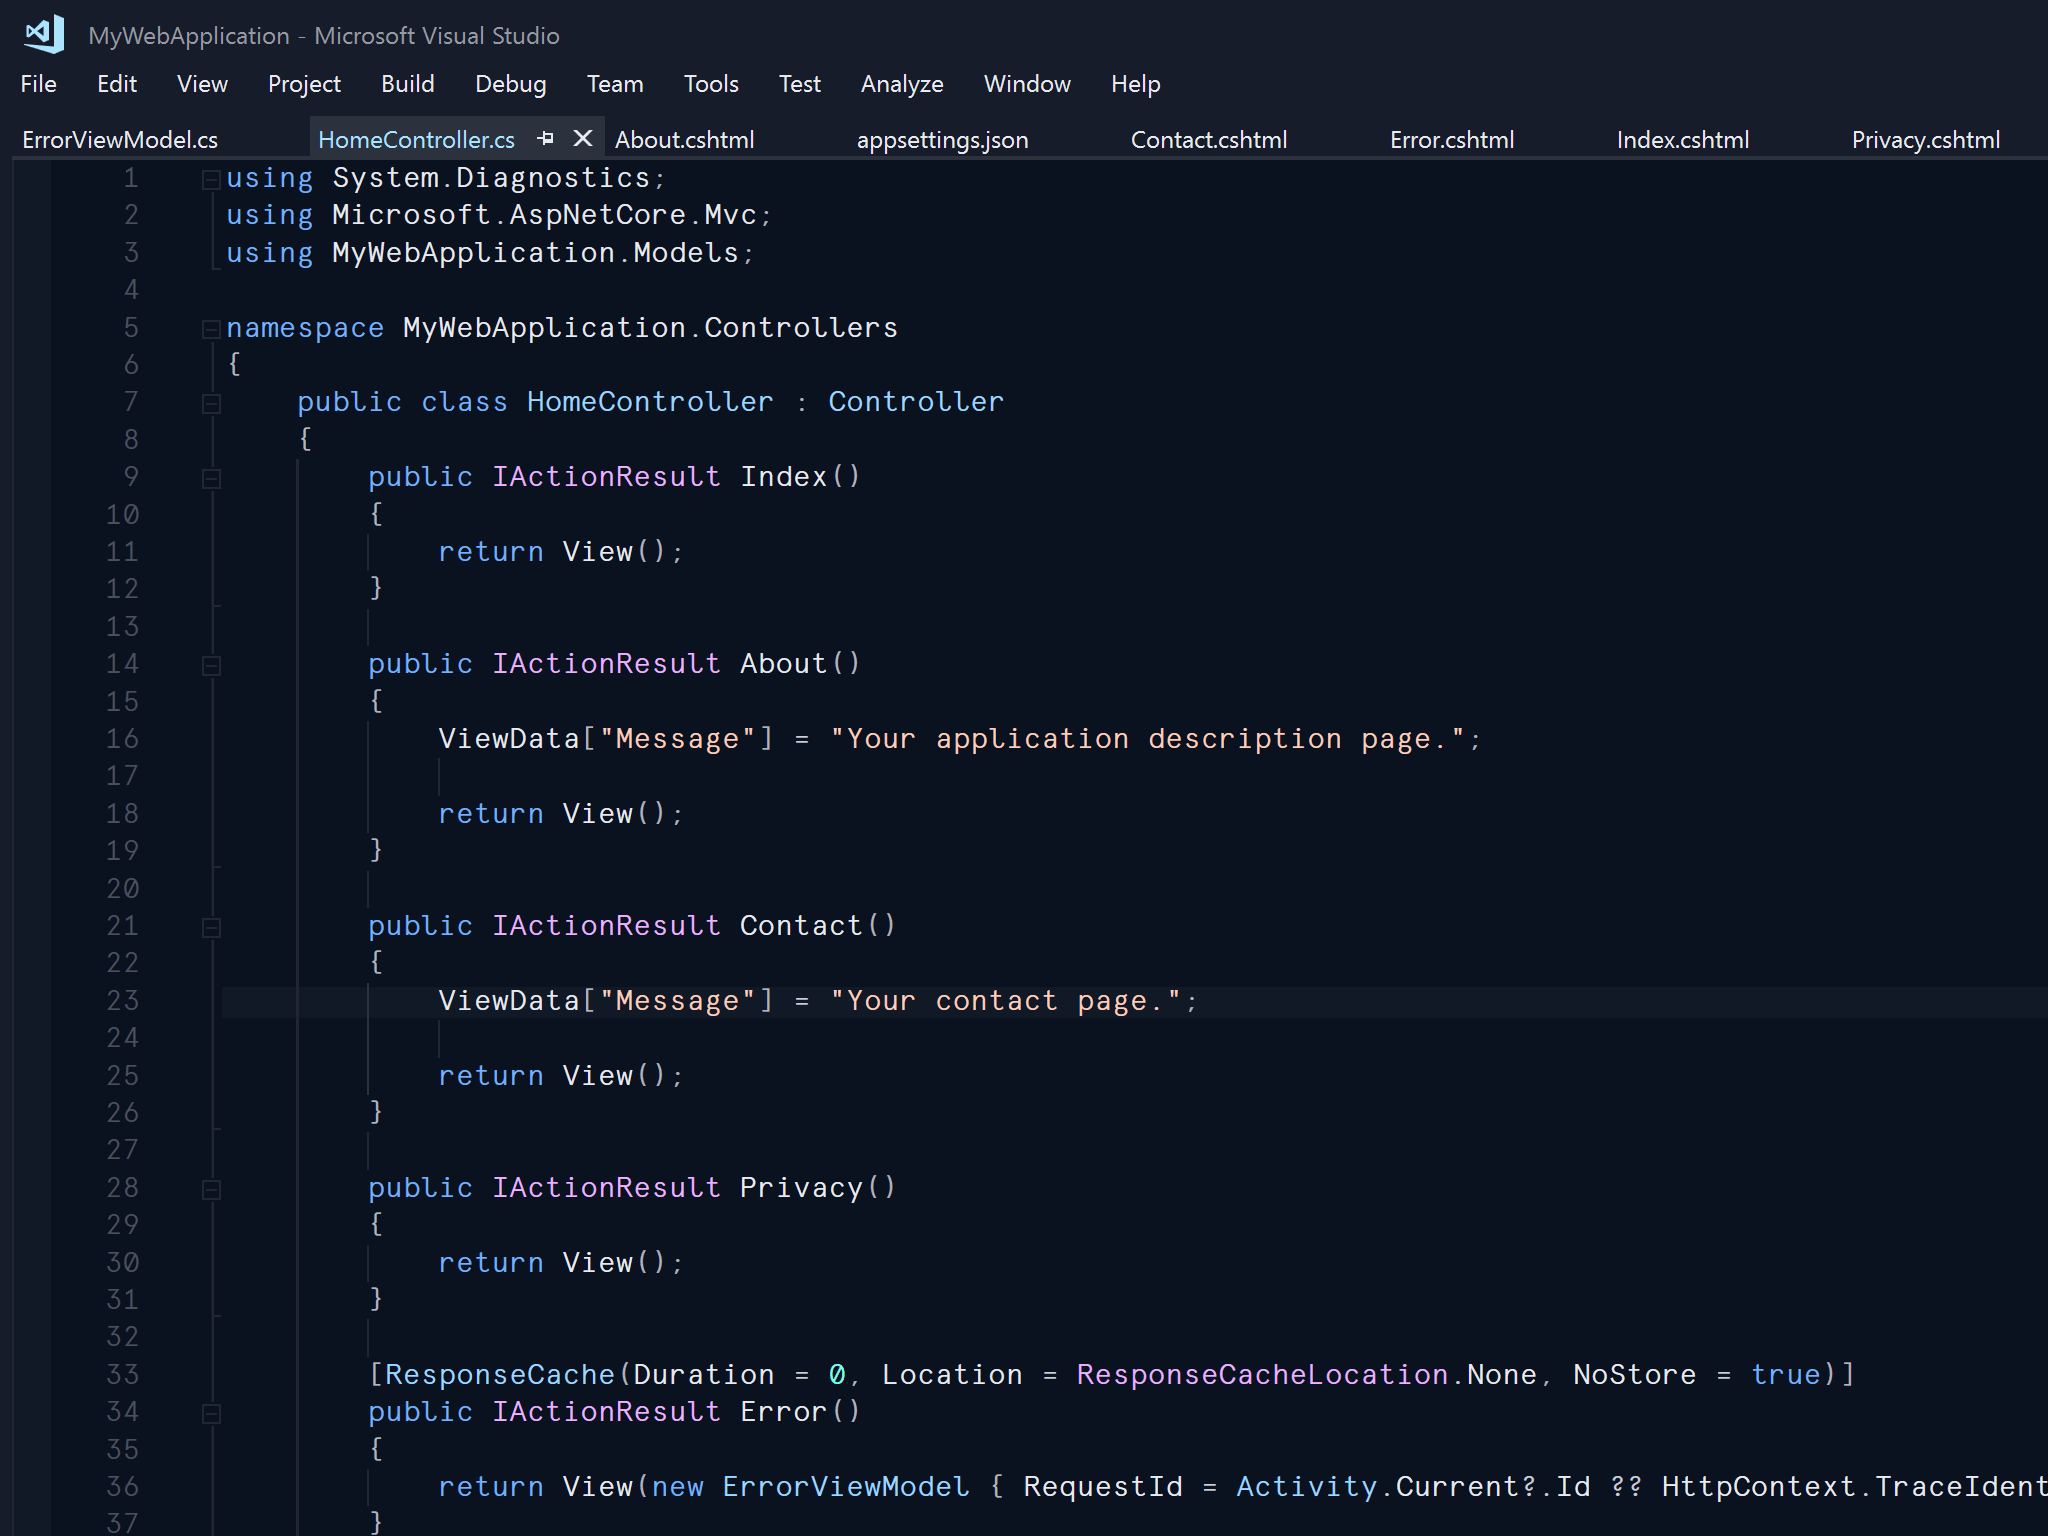 MyWebApplication - Microsoft Visual Studio
File Edit View Project Build Debug Team Tools Test Analyze Window Help
ErrorViewModel.cs HomeController.cs About.cshtml appsettings.json Contact.cshtml Error.cshtml Index.cshtml Privacy.cshtml
1 using System.Diagnostics;
2 using Microsoft.AspNetCore.Mvc;
3 using MyWebApplication.Models;
4
5 namespace MyWebApplication.Controllers
6 {
7     public class HomeController : Controller
8     {
9         public IActionResult Index()
10         {
11             return View();
12         }
13
14         public IActionResult About()
15         {
16             ViewData["Message"] = "Your application description page.";
17
18             return View();
19         }
20
21         public IActionResult Contact()
22         {
23             ViewData["Message"] = "Your contact page.";
24
25             return View();
26         }
27
28         public IActionResult Privacy()
29         {
30             return View();
31         }
32
33         [ResponseCache(Duration = 0, Location = ResponseCacheLocation.None, NoStore = true)]
34         public IActionResult Error()
35         {
36             return View(new ErrorViewModel { RequestId = Activity.Current?.Id ?? HttpContext.TraceIdent
37         }